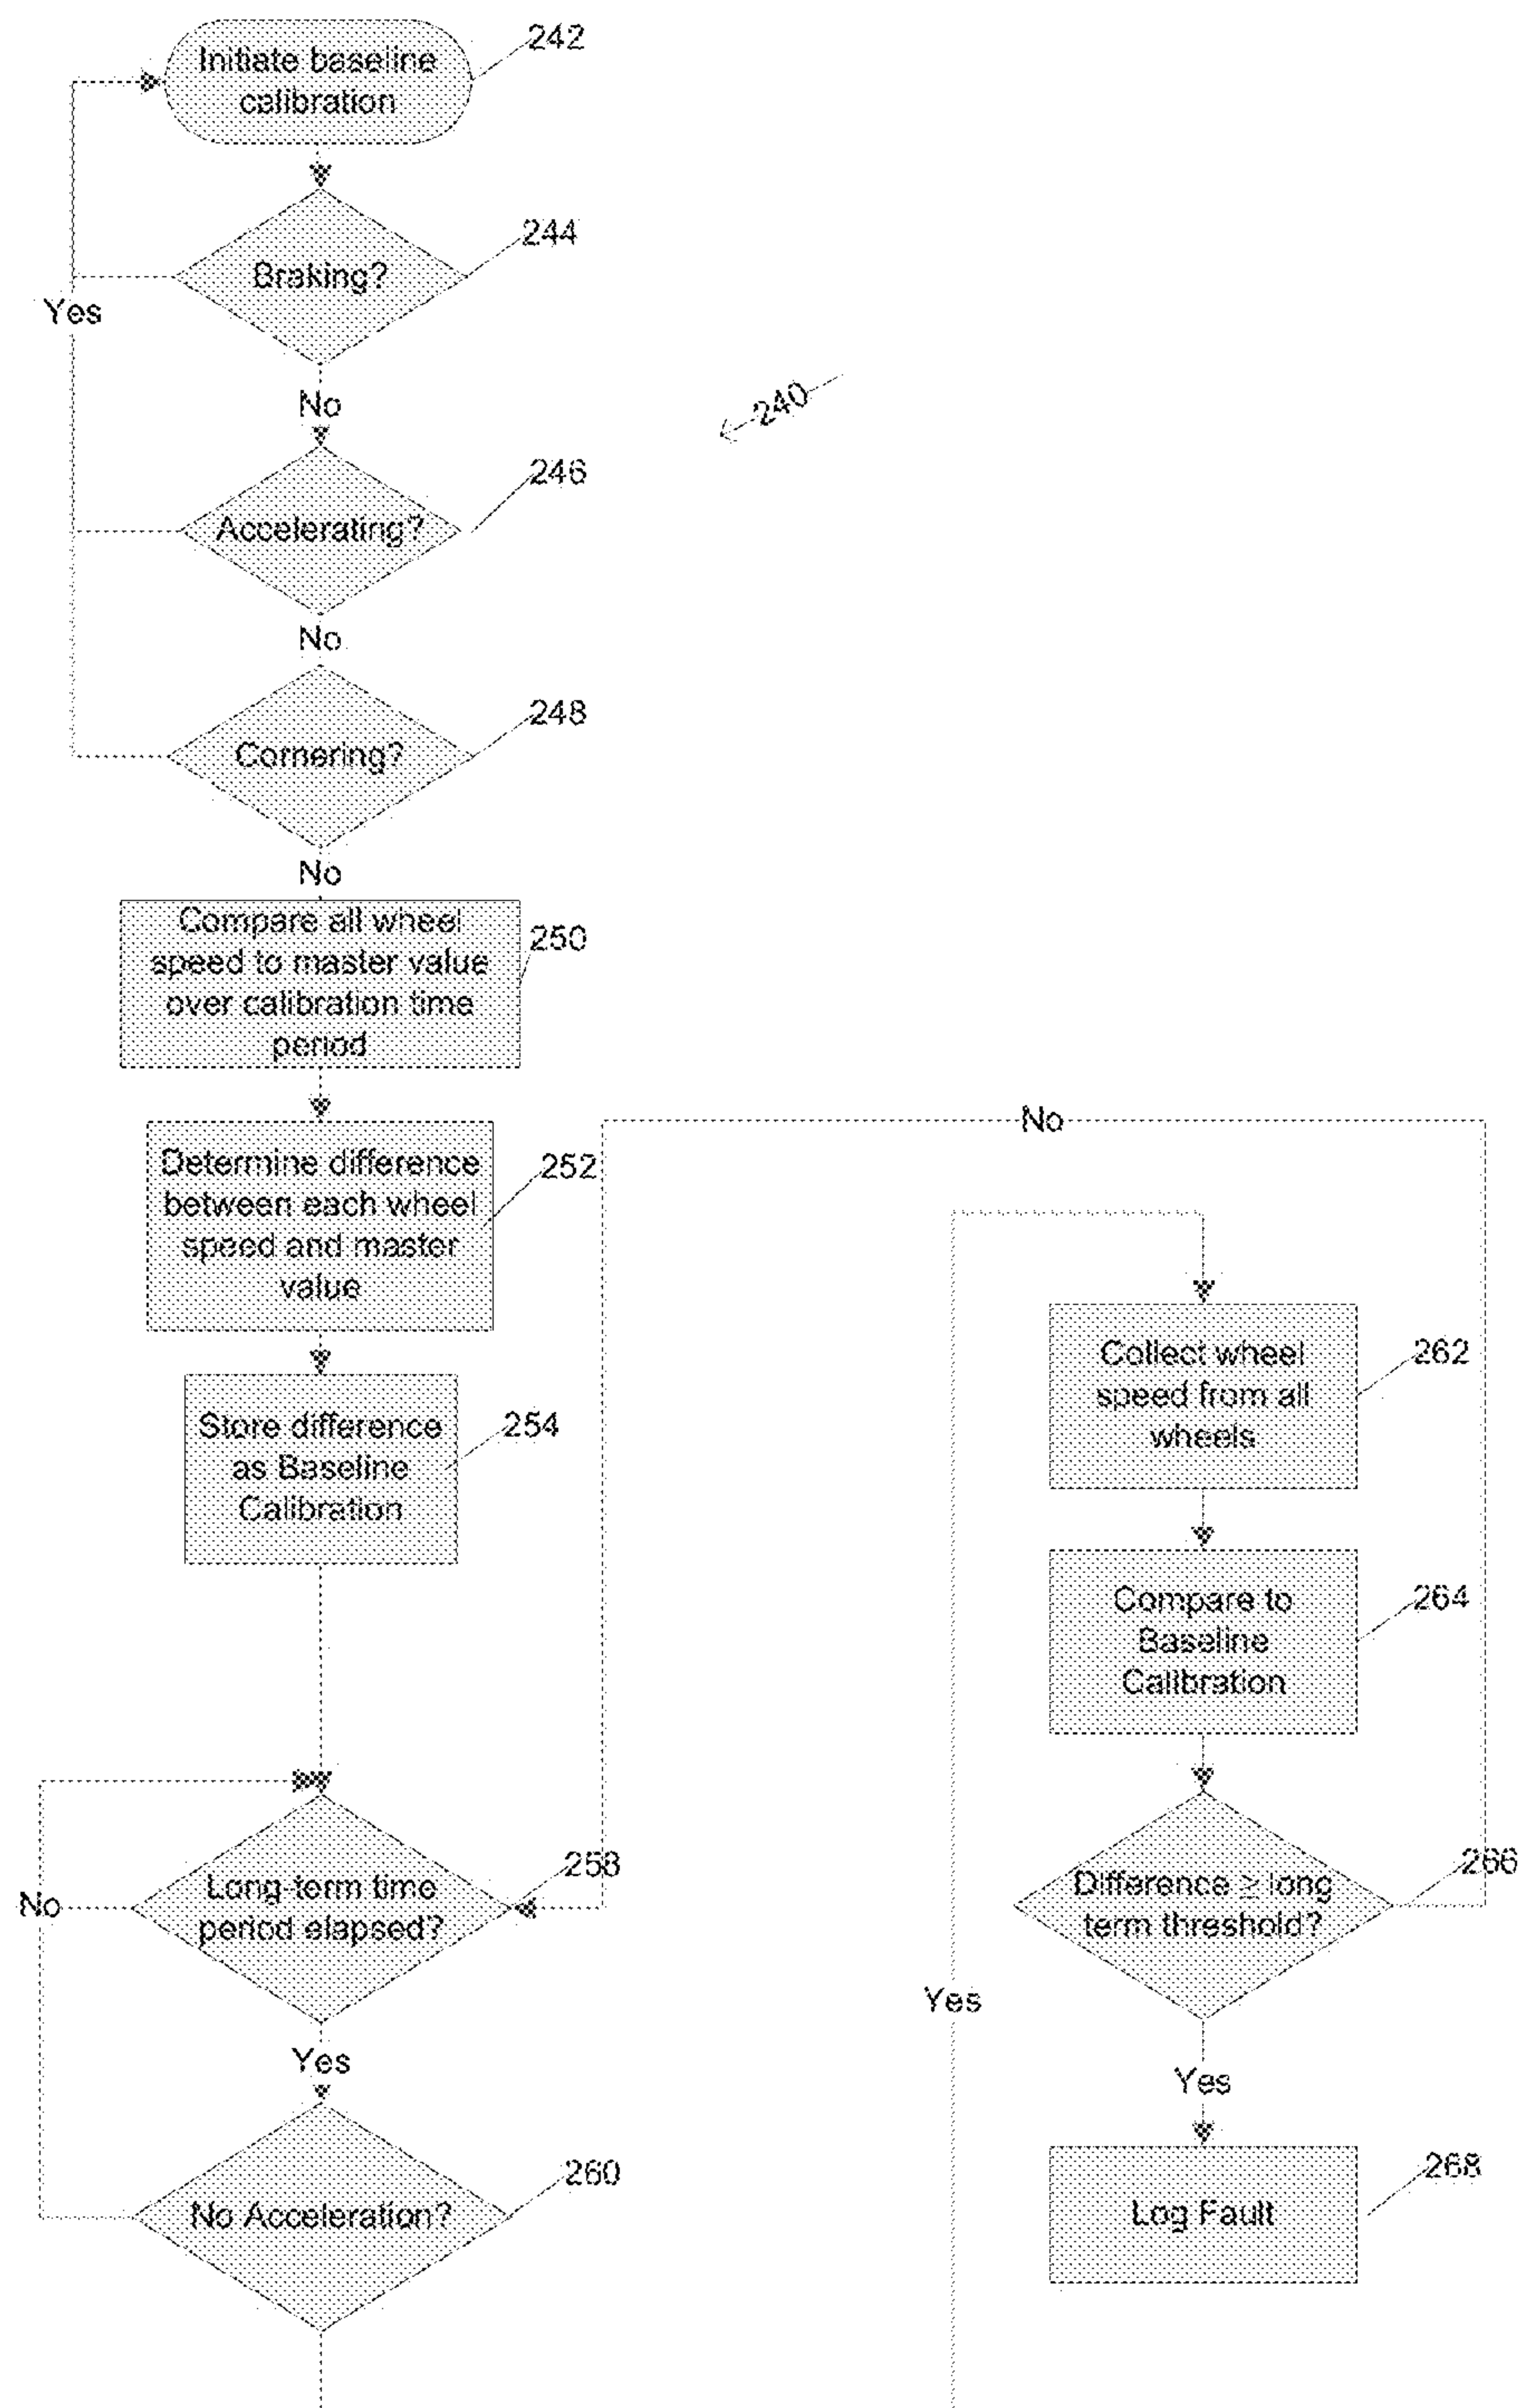 Initiate baseline
calibration
242
Braking?
244
Yes
No
240
Accelerating?
246
No
Cornering?
248
No
Compare all wheel
speed to master value
over calibration time
period
250
Determine difference
between each wheel
speed and master
value
252
No
Store difference
as Baseline
Calibration
254
Collect wheel
speed from all
wheels
262
Compare to
Baseline
Calibration
264
Long-term time
period elapsed?
258
No
Difference ≥ long
term threshold?
266
Yes
Yes
Yes
No Acceleration?
260
Log Fault
268